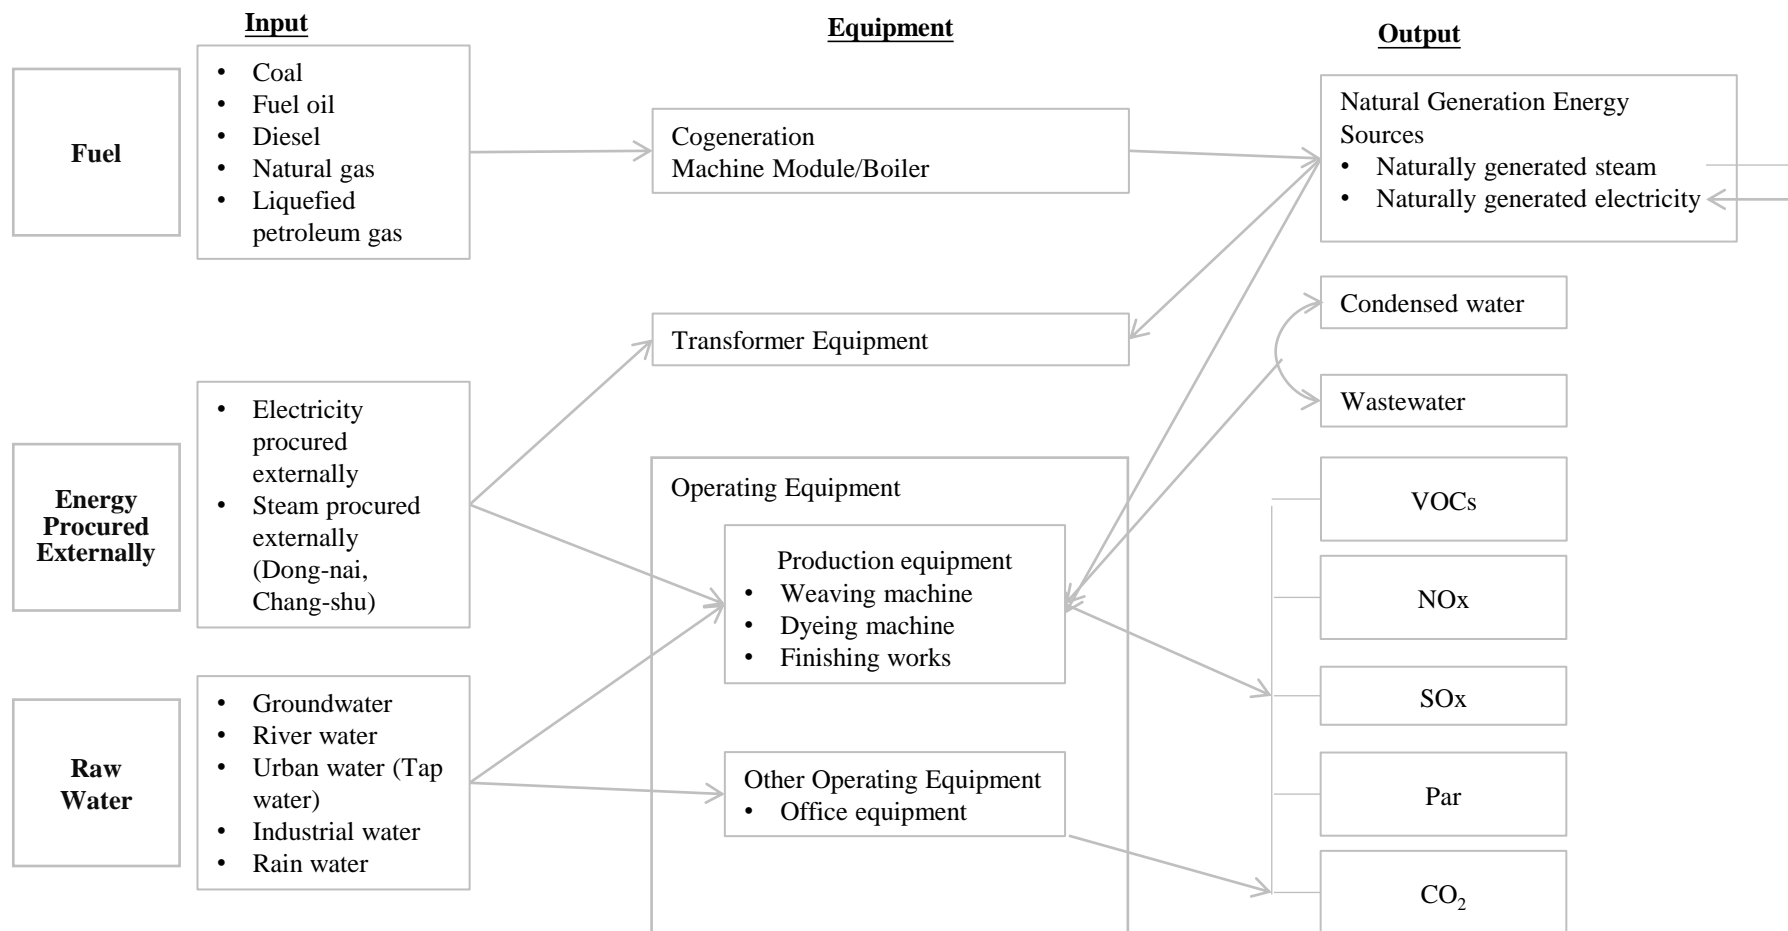 Input
Equipment
Output
Fuel
• Coal
• Fuel oil
• Diesel
• Natural gas
• Liquefied
petroleum gas
Cogeneration
Machine Module/Boiler
Natural Generation Energy
Sources
• Naturally generated steam
• Naturally generated electricity
Condensed water
Transformer Equipment
Wastewater
Energy
Procured
Externally
• Electricity
procured
externally
• Steam procured
externally
(Dong-nai,
Chang-shu)
Operating Equipment
Production equipment
• Weaving machine
• Dyeing machine
• Finishing works
VOCs
NOx
SOx
Raw
Water
• Groundwater
• River water
• Urban water (Tap
water)
• Industrial water
• Rain water
Other Operating Equipment
• Office equipment
Par
CO₂